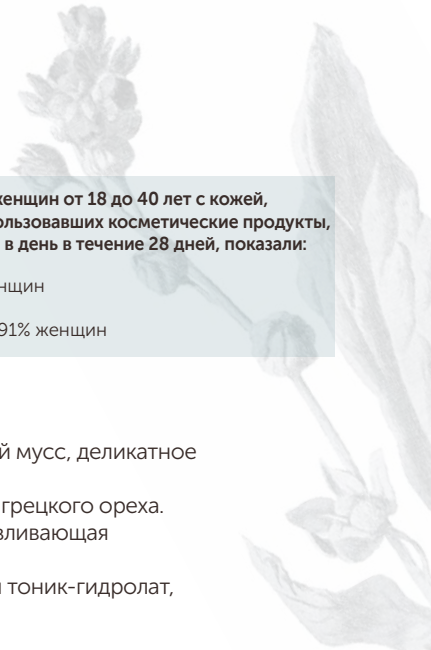 женщин от 18 до 40 лет с кожей,
пользовавших косметические продукты,
в день в течение 28 дней, показали:
нщин
91% женщин
й мусс, деликатное
грецкого ореха.
вливающая
тоник-гидролат,